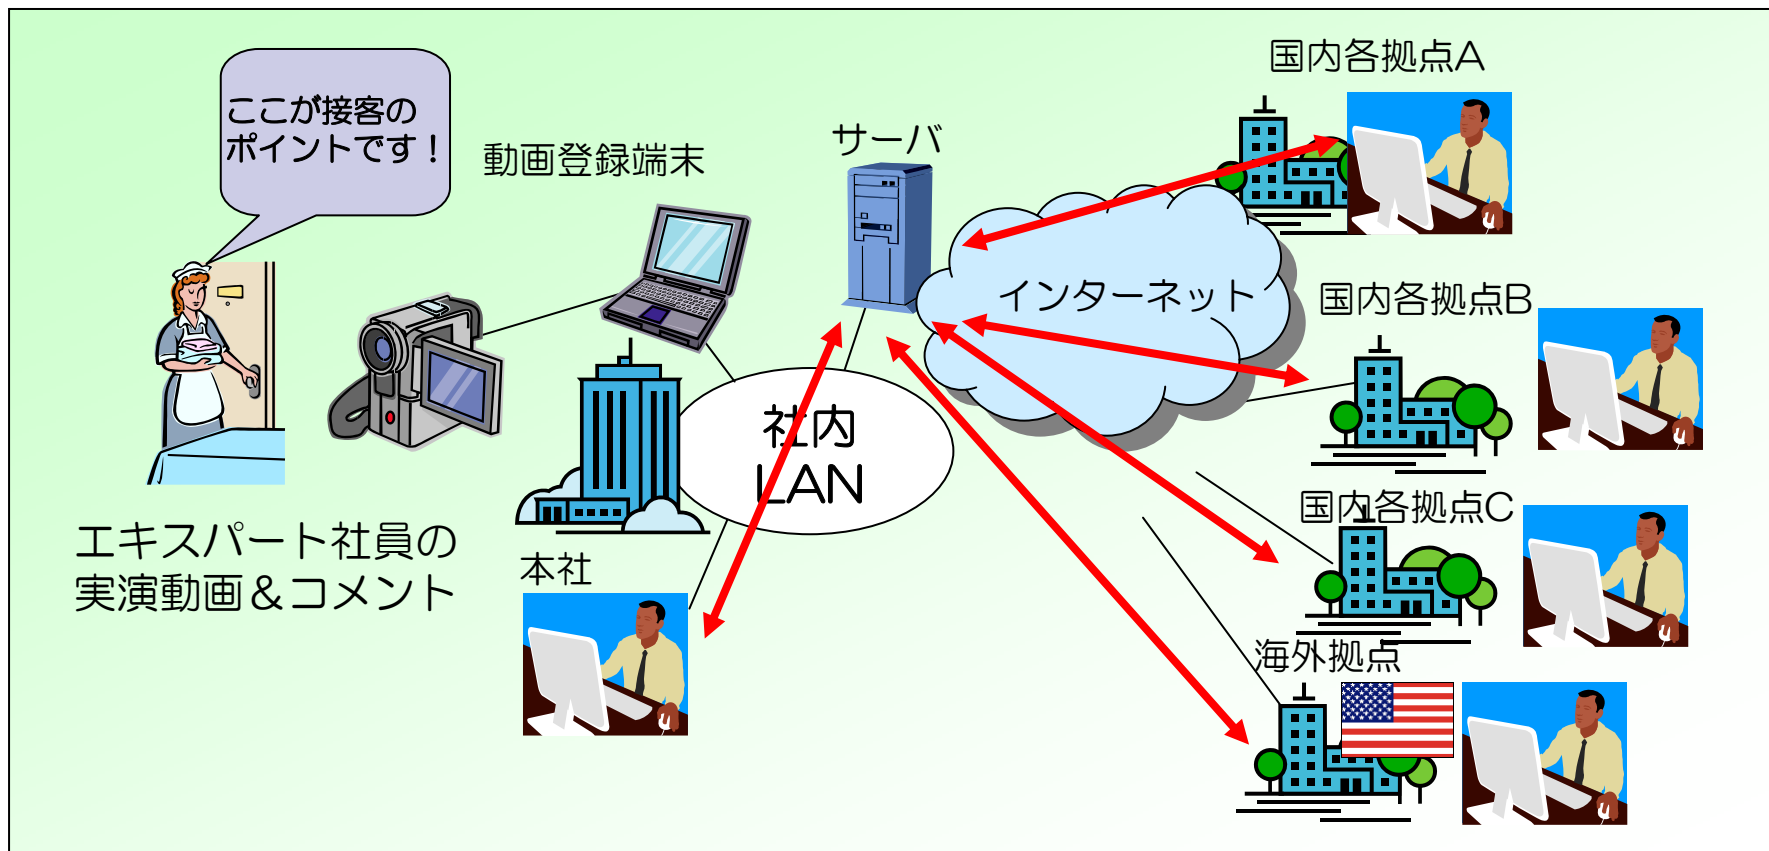 国内各拠点A
ここが接客の
ポイントです！
動画登録端末
サーバ
インターネット
国内各拠点B
社内
LAN
国内各拠点C
エキスパート社員の
実演動画＆コメント
本社
海外拠点